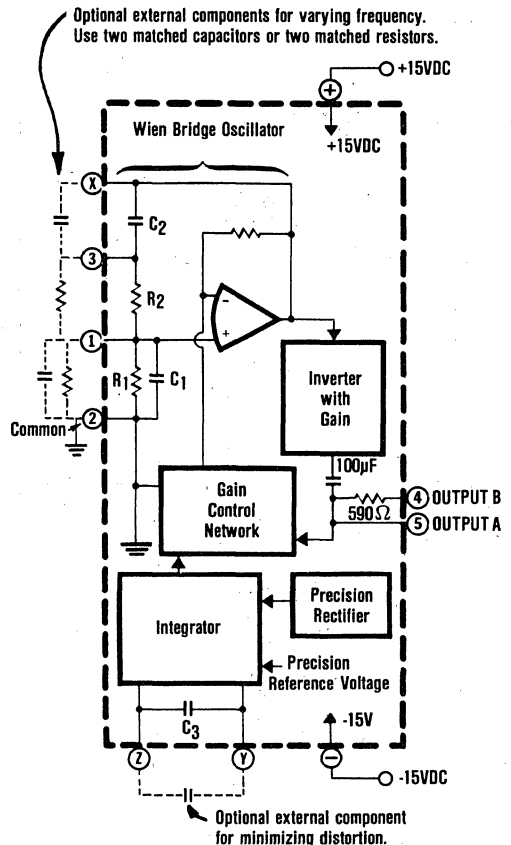 Optional external components for varying frequency.
Use two matched capacitors or two matched resistors.
+15VDC
+
+15VDC
Wien Bridge Oscillator
X
C2
3
R2
-
+
1
R1
C1
2
Common
Inverter
with
Gain
100µF
590Ω
4 OUTPUT B
5 OUTPUT A
Gain
Control
Network
Integrator
Precision
Rectifier
Precision
Reference Voltage
C3
-15V
Z
Y
−
-15VDC
Optional external component
for minimizing distortion.